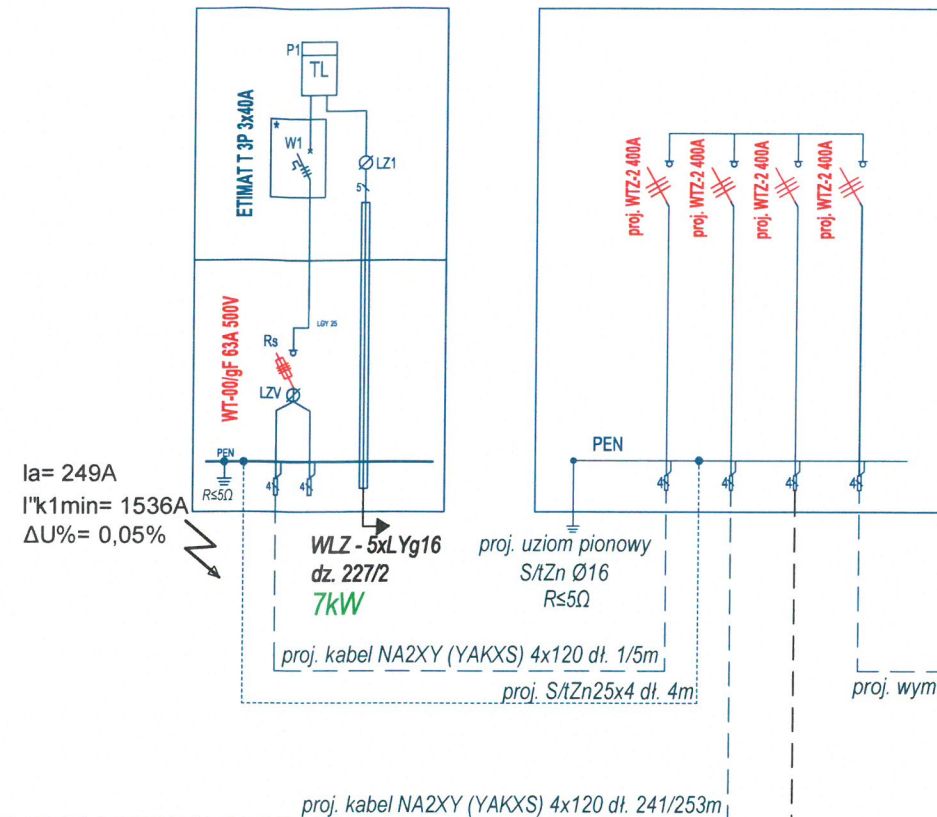 P1
TL
ETIMAT T 3P 3x40A
*
W1
*
LZ1
5
WT-00/gF 63A 500V
LGY 25
Rs
LZV
PEN
R≤5Ω
4
4
Ia= 249A
I"k1min= 1536A
ΔU%= 0,05%
WLZ - 5xLYg16
dz. 227/2
7kW
proj. WTZ-2 400A
proj. WTZ-2 400A
proj. WTZ-2 400A
proj. WTZ-2 400A
PEN
4
4
4
4
proj. uziom pionowy
S/tZn Ø16
R≤5Ω
proj. kabel NA2XY (YAKXS) 4x120 dł. 1/5m
proj. S/tZn25x4 dł. 4m
proj. wym
proj. kabel NA2XY (YAKXS) 4x120 dł. 241/253m